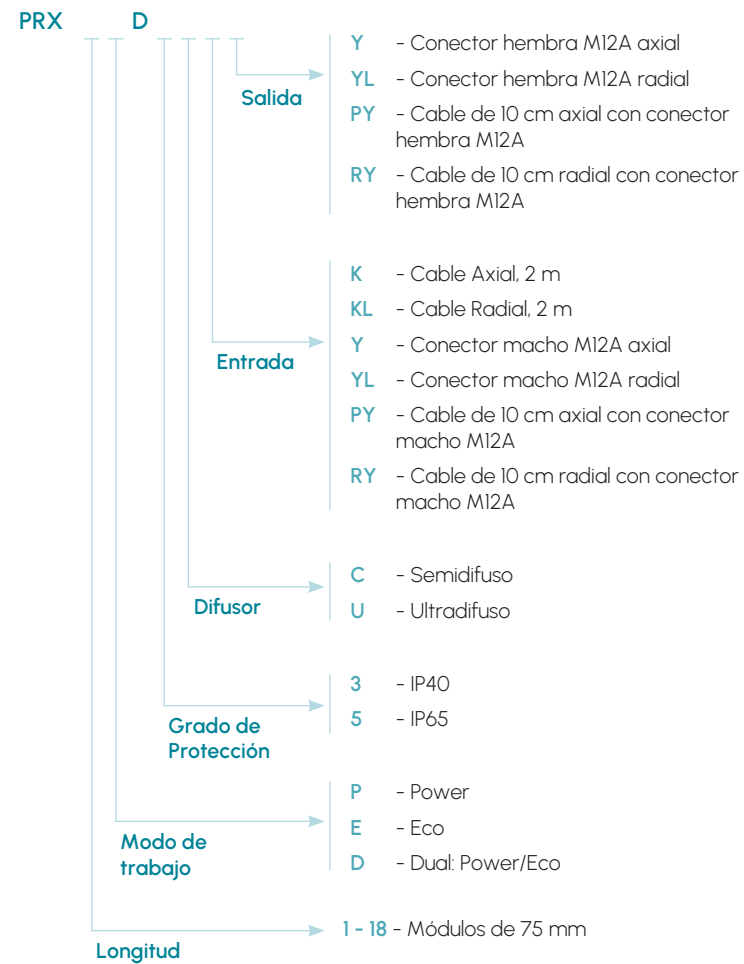 PRX D
Y - Conector hembra M12A axial
YL - Conector hembra M12A radial
Salida
PY - Cable de 10 cm axial con conector
hembra M12A
RY - Cable de 10 cm radial con conector
hembra M12A
K - Cable Axial, 2 m
KL - Cable Radial, 2 m
Y - Conector macho M12A axial
Entrada
YL - Conector macho M12A radial
PY - Cable de 10 cm axial con conector
macho M12A
RY - Cable de 10 cm radial con conector
macho M12A
C - Semidifuso
Difusor
U - Ultradifuso
3 - IP40
5 - IP65
Grado de
Protección
P - Power
E - Eco
Modo de
trabajo
D - Dual: Power/Eco
1 - 18 - Módulos de 75 mm
Longitud